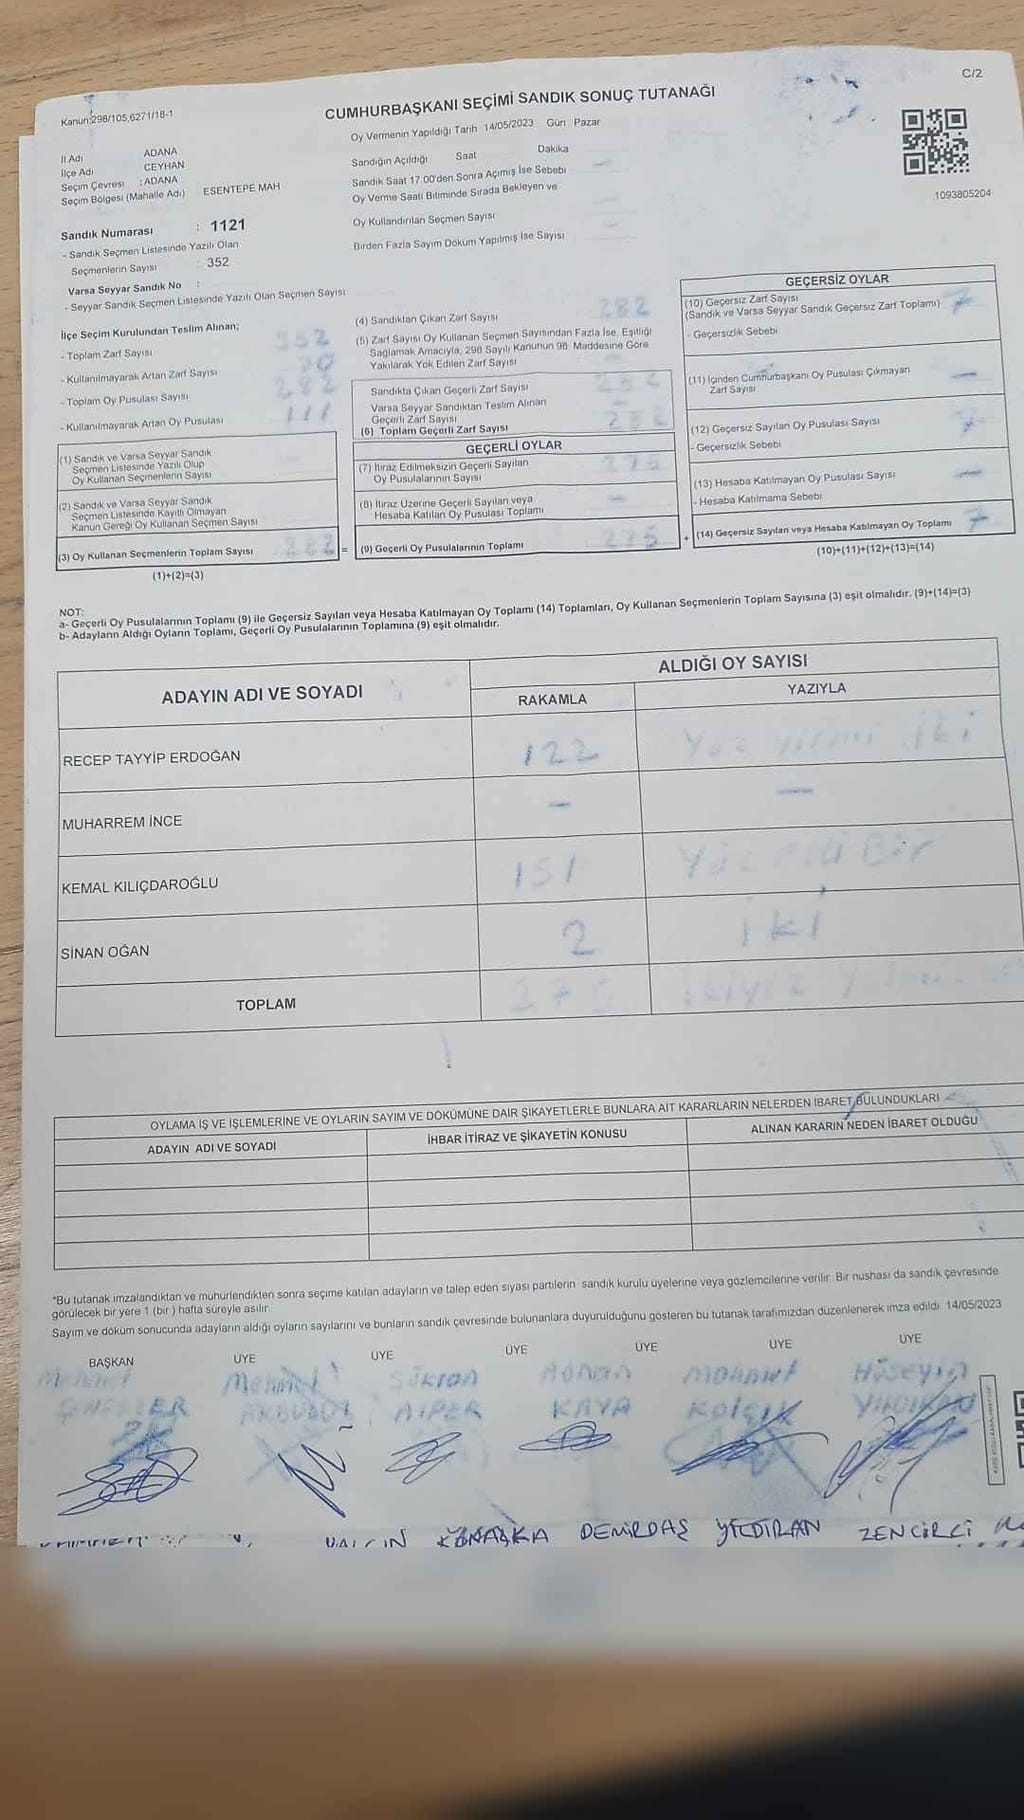 C/2
Kanun:298/105,6271/18-1
CUMHURBAŞKANI SEÇİMİ SANDIK SONUÇ TUTANAĞI
Oy Vermenin Yapıldığı Tarih 14/05/2023 Gün Pazar
1093805204
İl Adı ADANA
İlçe Adı CEYHAN
Seçim Çevresi :ADANA
Seçim Bölgesi (Mahalle Adı) ESENTEPE MAH
Sandık Numarası : 1121
- Sandık Seçmen Listesinde Yazılı Olan
Seçmenlerin Sayısı : 352
Varsa Seyyar Sandık No :
- Seyyar Sandık Seçmen Listesinde Yazılı Olan Seçmen Sayısı
Sandığın Açıldığı Saat Dakika
Sandık Saat 17.00'den Sonra Açımış İse Sebebi —
Oy Verme Saati Bitiminde Sırada Bekleyen ve
Oy Kullandırılan Seçmen Sayısı
Birden Fazla Sayım Döküm Yapılmış İse Sayısı
İlçe Seçim Kurulundan Teslim Alınan;
- Toplam Zarf Sayısı 352
- Kullanılmayarak Artan Zarf Sayısı 70
- Toplam Oy Pusulası Sayısı 282
- Kullanılmayarak Artan Oy Pusulası
(1) Sandık ve Varsa Seyyar Sandık
Seçmen Listesinde Yazılı Olup
Oy Kullanan Seçmenlerin Sayısı
(2) Sandık ve Varsa Seyyar Sandık
Seçmen Listesinde Kayıtlı Olmayan
Kanun Gereği Oy Kullanan Seçmen Sayısı
(3) Oy Kullanan Seçmenlerin Toplam Sayısı 282 =
(1)+(2)=(3)
(4) Sandıktan Çıkan Zarf Sayısı 282
(5) Zarf Sayısı Oy Kullanan Seçmen Sayısından Fazla İse, Eşitliği
Sağlamak Amacıyla, 298 Sayılı Kanunun 98. Maddesine Göre
Yakılarak Yok Edilen Zarf Sayısı
Sandıkta Çıkan Geçerli Zarf Sayısı 282
Varsa Seyyar Sandıktan Teslim Alınan
Geçerli Zarf Sayısı —
(6) Toplam Geçerli Zarf Sayısı 282
GEÇERLİ OYLAR
(7) İtiraz Edilmeksizin Geçerli Sayılan
Oy Pusulalarının Sayısı 275
(8) İtiraz Üzerine Geçerli Sayılan veya
Hesaba Katılan Oy Pusulası Toplamı —
(9) Geçerli Oy Pusulalarının Toplamı 275 +
GEÇERSİZ OYLAR
(10) Geçersiz Zarf Sayısı
(Sandık ve Varsa Seyyar Sandık Geçersiz Zarf Toplamı) 7
- Geçersizlik Sebebi
(11) İçinden Cumhurbaşkanı Oy Pusulası Çıkmayan
Zarf Sayısı —
(12) Geçersiz Sayılan Oy Pusulası Sayısı 7
- Geçersizlik Sebebi
(13) Hesaba Katılmayan Oy Pusulası Sayısı —
- Hesaba Katılmama Sebebi
(14) Geçersiz Sayılan veya Hesaba Katılmayan Oy Toplamı 7
(10)+(11)+(12)+(13)=(14)
NOT:
a- Geçerli Oy Pusulalarının Toplamı (9) ile Geçersiz Sayılan veya Hesaba Katılmayan Oy Toplamı (14) Toplamları, Oy Kullanan Seçmenlerin Toplam Sayısına (3) eşit olmalıdır. (9)+(14)=(3)
b- Adayların Aldığı Oyların Toplamı, Geçerli Oy Pusulalarının Toplamına (9) eşit olmalıdır.
ADAYIN ADI VE SOYADI ALDIĞI OY SAYISI
RAKAMLA YAZIYLA
RECEP TAYYİP ERDOĞAN 122 Yüz yirmi iki
MUHARREM İNCE — —
KEMAL KILIÇDAROĞLU 151 Yüz elli Bir
SİNAN OĞAN 2 iki
TOPLAM 275 ikiyüz
OYLAMA İŞ VE İŞLEMLERİNE VE OYLARIN SAYIM VE DÖKÜMÜNE DAİR ŞİKAYETLERLE BUNLARA AİT KARARLARIN NELERDEN İBARET BULUNDUKLARI
ADAYIN ADI VE SOYADI İHBAR İTİRAZ VE ŞİKAYETİN KONUSU ALINAN KARARIN NEDEN İBARET OLDUĞU
*Bu tutanak imzalandıktan ve mühürlendikten sonra seçime katılan adayların ve talep eden siyasi partilerin sandık kurulu üyelerine veya gözlemcilerine verilir. Bir nushası da sandık çevresinde
görülecek bir yere 1 (bir ) hafta süreyle asılır
Sayım ve döküm sonucunda adayların aldığı oyların sayılarını ve bunların sandık çevresinde bulunanlara duyurulduğunu gösteren bu tutanak tarafımızdan düzenlenerek imza edildi 14/05/2023
BAŞKAN ÜYE ÜYE ÜYE ÜYE ÜYE ÜYE
Mehmet Mehmet Şükran Adnan Mahmut Hüseyin
AKBUDAK ALPER KAYA
DEMİRDAŞ YILDIRAN ZENCİRCİ